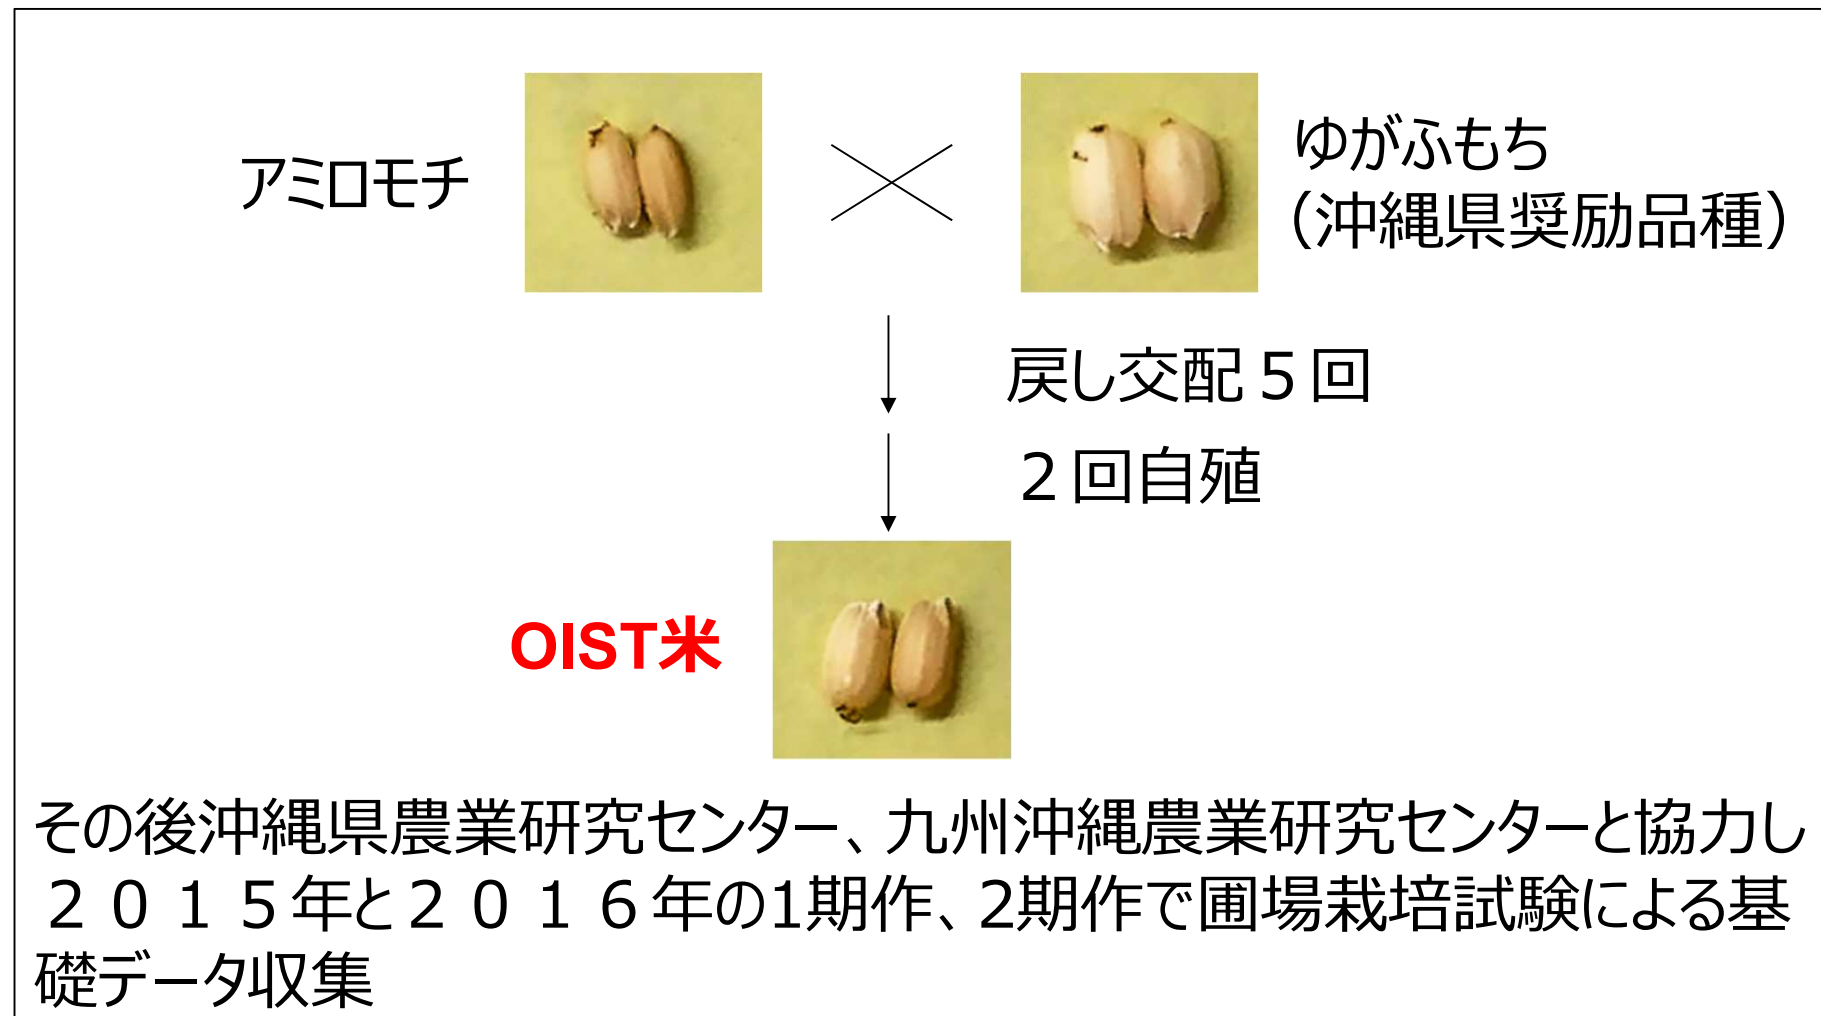 アミロモチ
ゆがふもち
（沖縄県奨励品種）
戻し交配５回
２回自殖
OIST米
その後沖縄県農業研究センター、九州沖縄農業研究センターと協力し
２０１５年と２０１６年の1期作、2期作で圃場栽培試験による基
礎データ収集